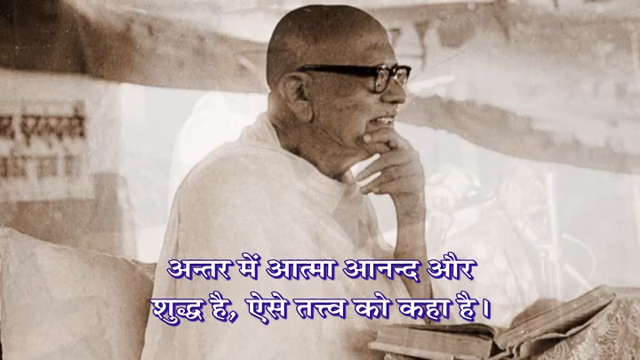 अन्तर में आत्मा आनन्द और
शुद्ध है, ऐसे तत्त्व को कहा है।